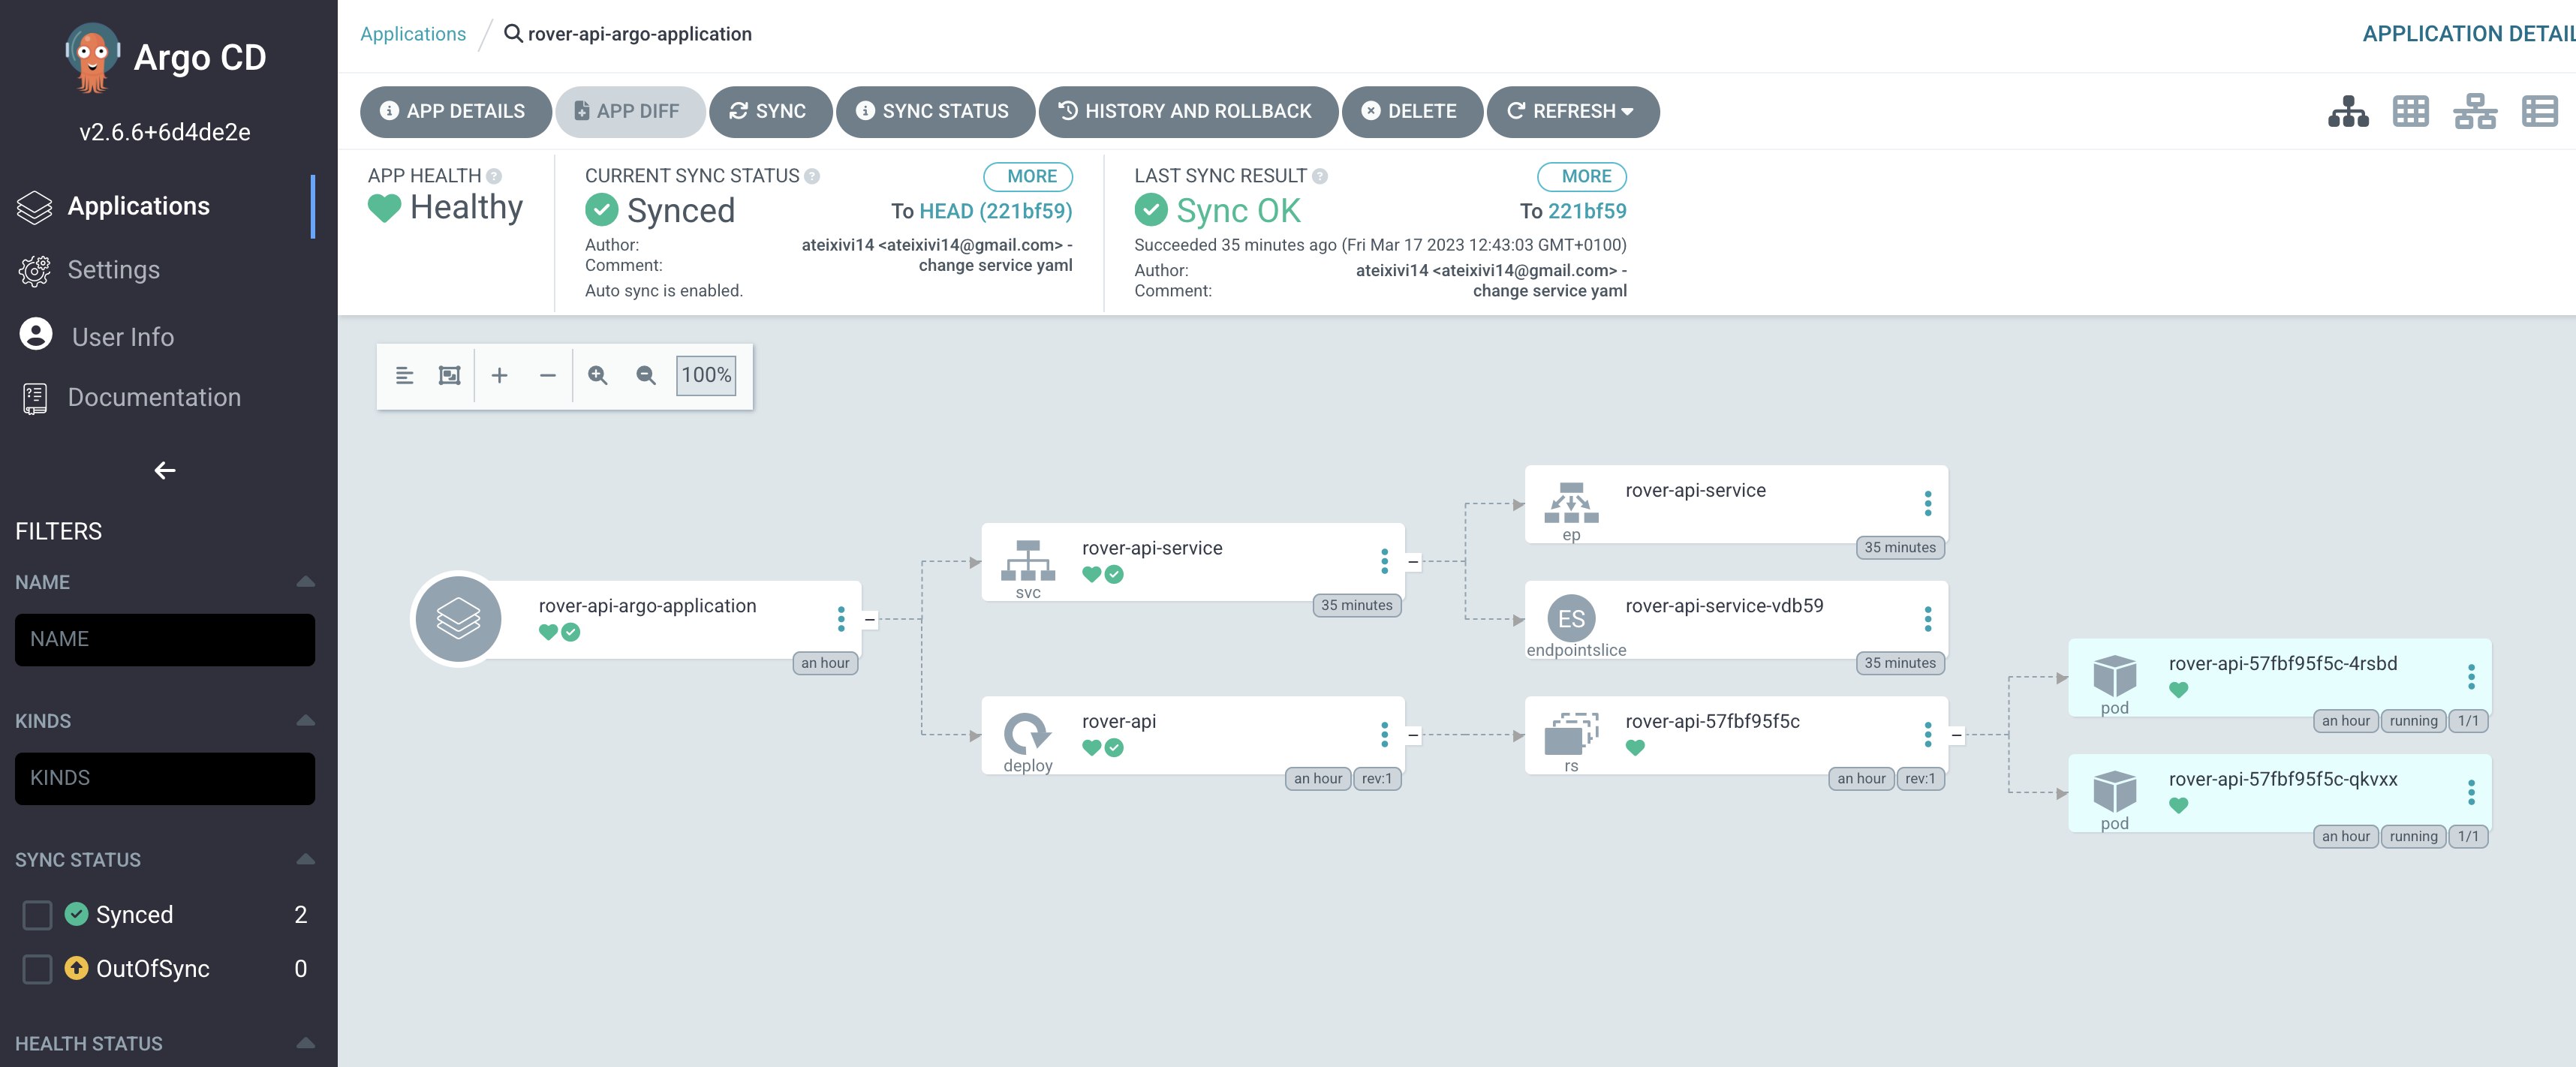 Argo CD
v2.6.6+6d4de2e
Applications
Settings
User Info
Documentation
FILTERS
NAME
NAME
KINDS
KINDS
SYNC STATUS
Synced 2
OutOfSync 0
HEALTH STATUS
Applications / rover-api-argo-application
APPLICATION DETAIL
APP DETAILS APP DIFF SYNC SYNC STATUS HISTORY AND ROLLBACK DELETE REFRESH
APP HEALTH ?
Healthy
CURRENT SYNC STATUS ? MORE
Synced To HEAD (221bf59)
Author: ateixivi14 <ateixivi14@gmail.com> -
Comment: change service yaml
Auto sync is enabled.
LAST SYNC RESULT ? MORE
Sync OK To 221bf59
Succeeded 35 minutes ago (Fri Mar 17 2023 12:43:03 GMT+0100)
Author: ateixivi14 <ateixivi14@gmail.com> -
Comment: change service yaml
100%
rover-api-argo-application
an hour
rover-api-service
svc
35 minutes
rover-api
deploy
an hour rev:1
rover-api-service
ep
35 minutes
ES
rover-api-service-vdb59
endpointslice
35 minutes
rover-api-57fbf95f5c
rs
an hour rev:1
rover-api-57fbf95f5c-4rsbd
pod
an hour running 1/1
rover-api-57fbf95f5c-qkvxx
pod
an hour running 1/1